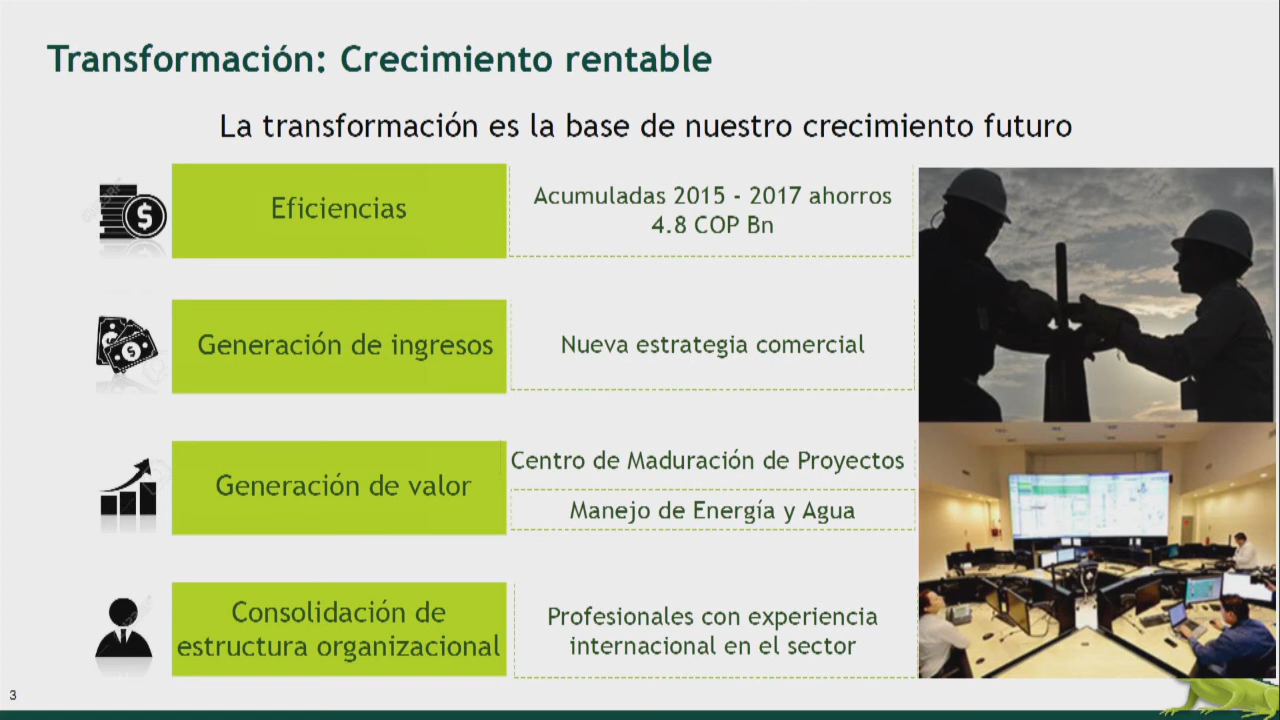 Transformación: Crecimiento rentable
La transformación es la base de nuestro crecimiento futuro
Eficiencias
Acumuladas 2015 - 2017 ahorros
4.8 COP Bn
Generación de ingresos
Nueva estrategia comercial
Generación de valor
Centro de Maduración de Proyectos
Manejo de Energía y Agua
Consolidación de
estructura organizacional
Profesionales con experiencia
internacional en el sector
3